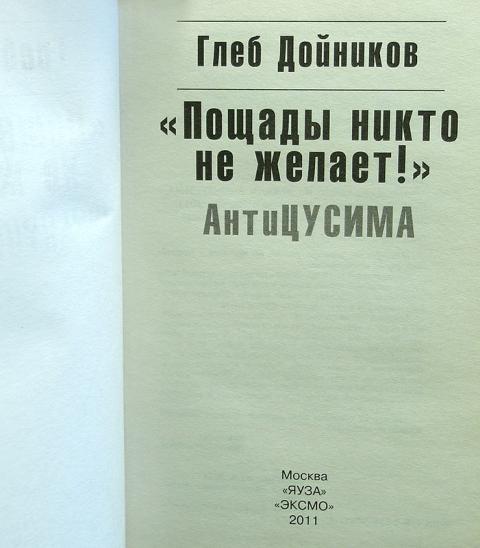 Глеб Дойников
«Пощады никто
не желает!»
АнтиЦУСИМА
Москва
«ЯУЗА»
«ЭКСМО»
2011